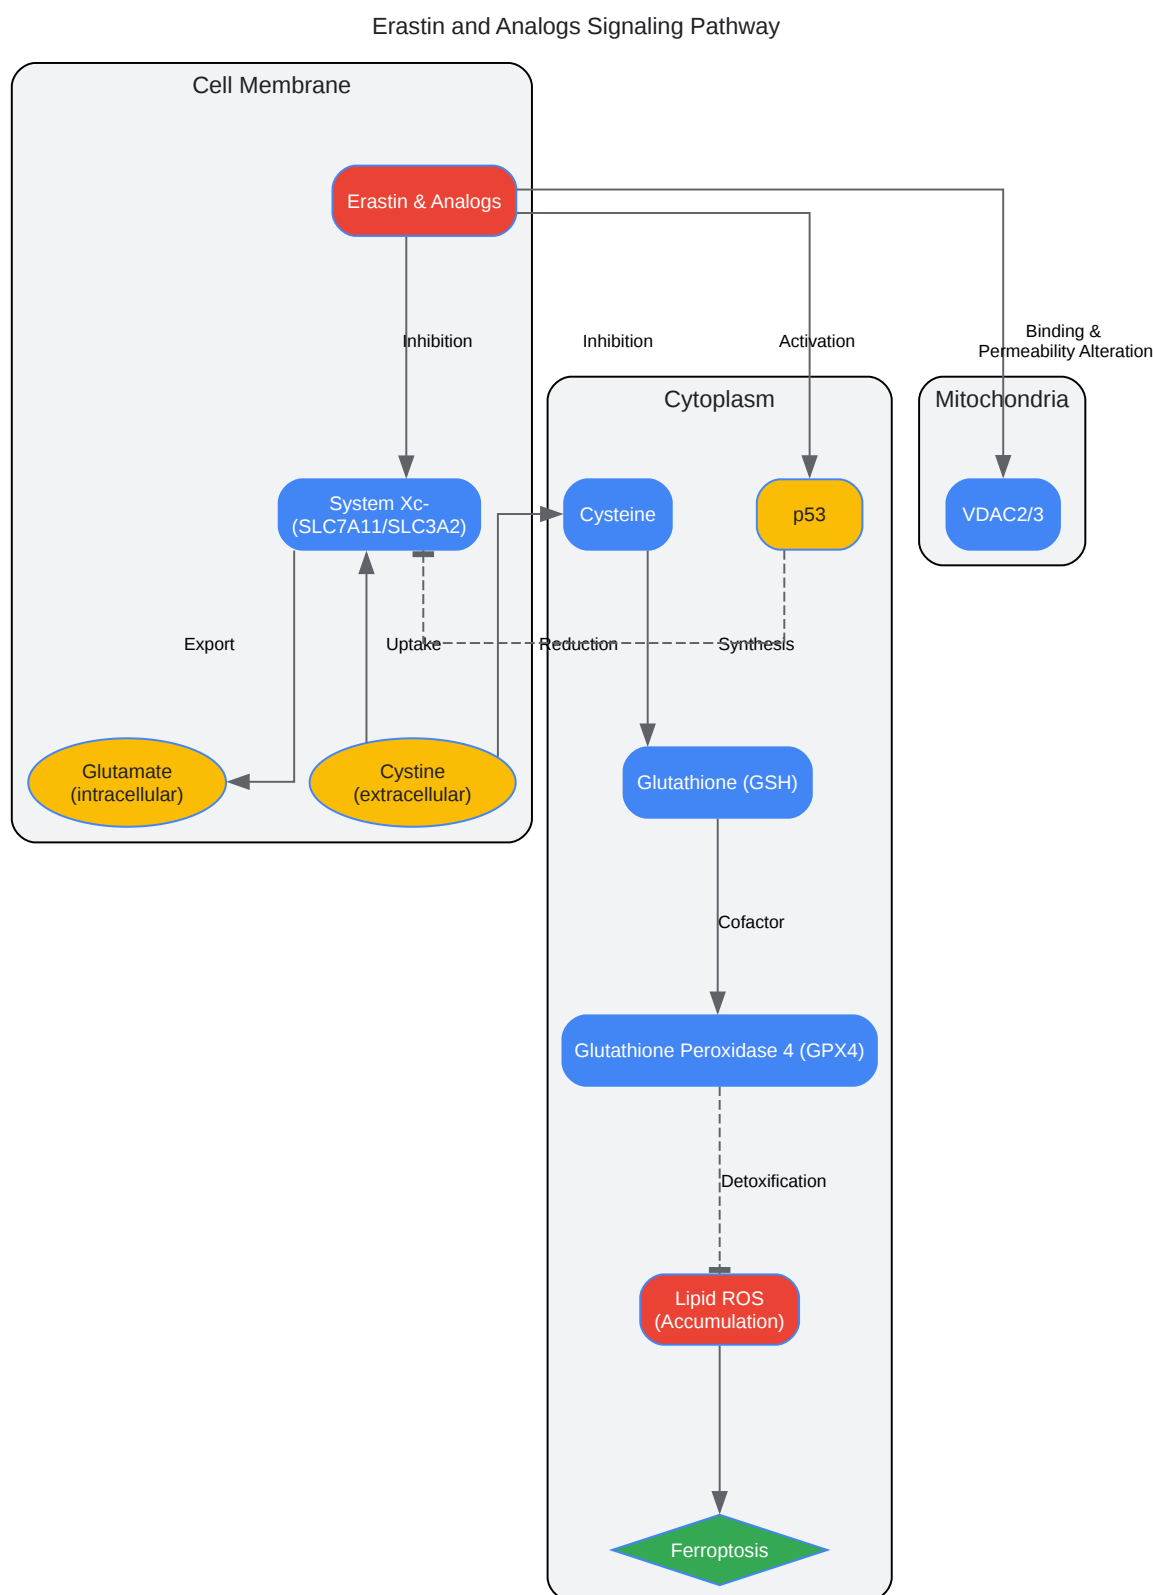 Erastin and Analogs Signaling Pathway
Cell Membrane
Erastin & Analogs
Inhibition
Inhibition
Activation
Binding &
Permeability Alteration
Cytoplasm
Mitochondria
System Xc-
(SLC7A11/SLC3A2)
Cysteine
p53
VDAC2/3
Export
Uptake
Reduction
Synthesis
Glutamate
(intracellular)
Cystine
(extracellular)
Glutathione (GSH)
Cofactor
Glutathione Peroxidase 4 (GPX4)
Detoxification
Lipid ROS
(Accumulation)
Ferroptosis